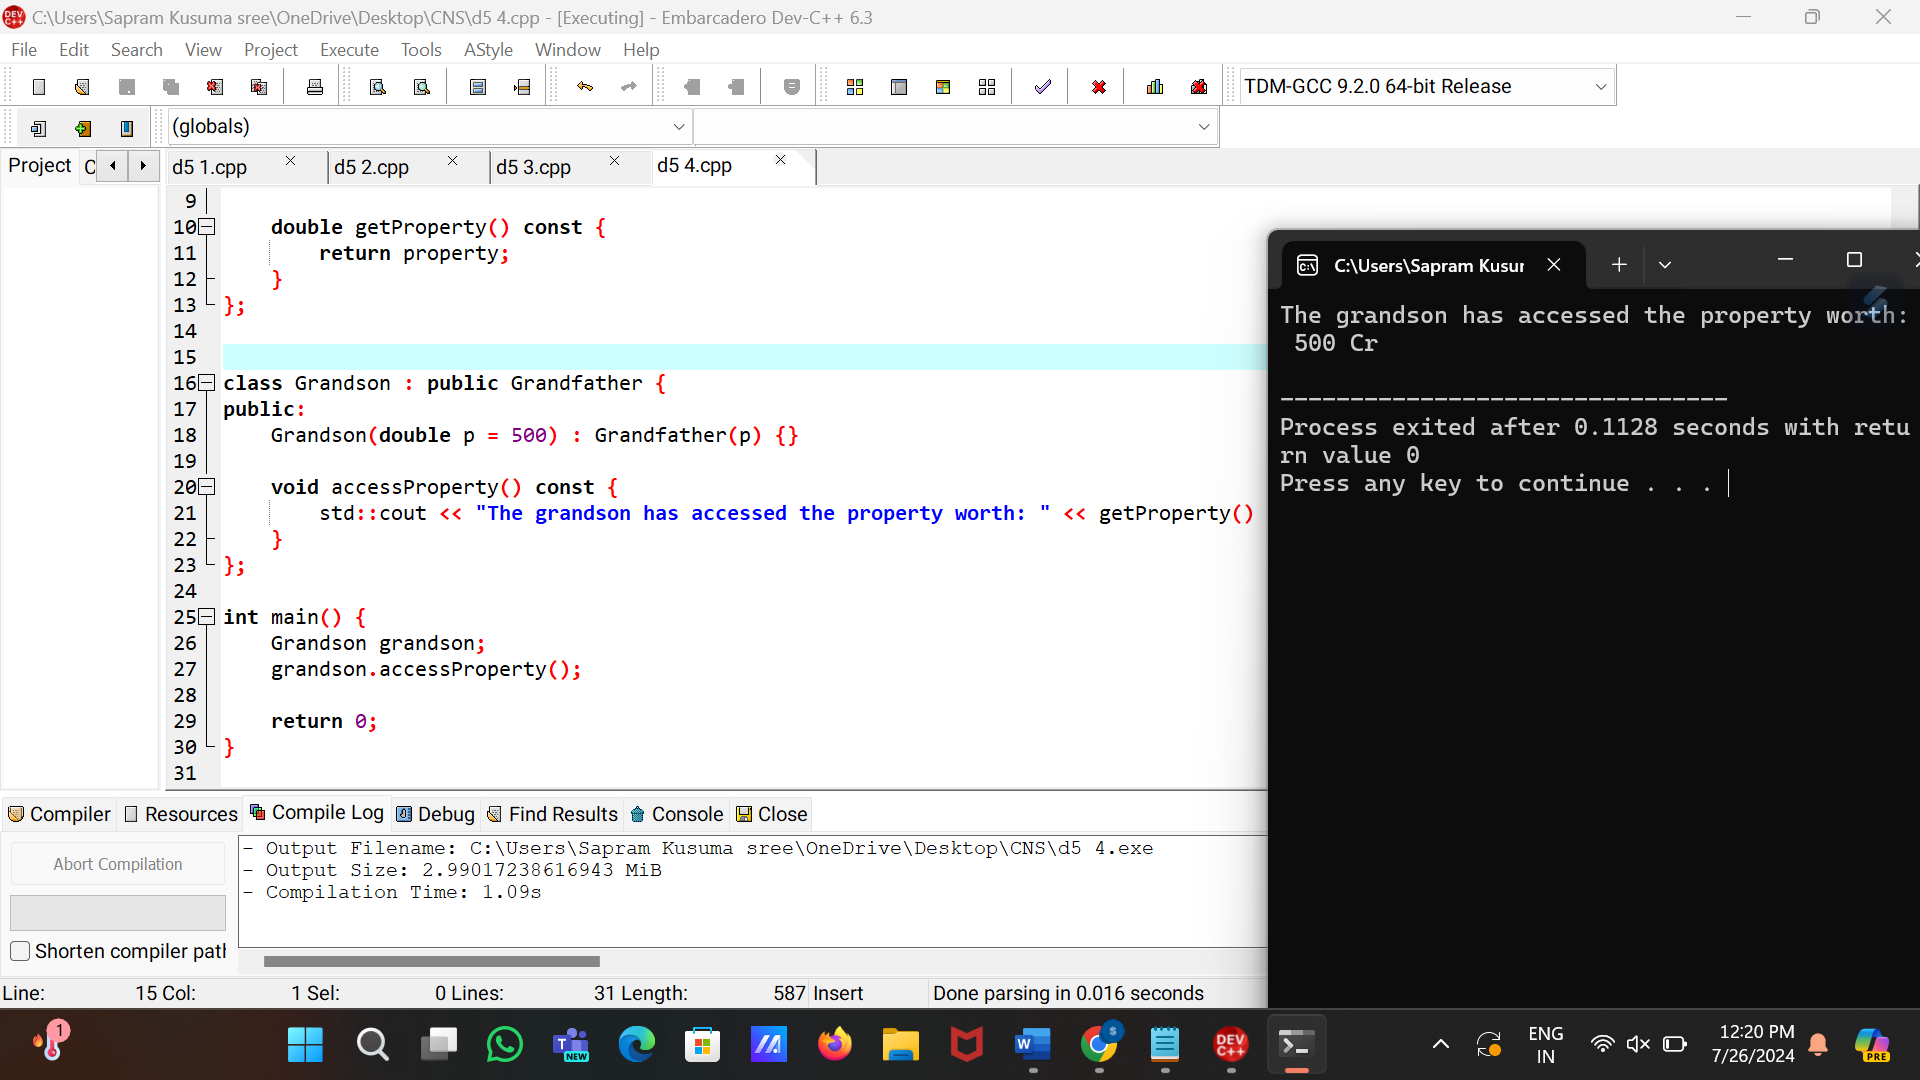 C:\Users\Sapram Kusuma sree\OneDrive\Desktop\CNS\d5 4.cpp - [Executing] - Embarcadero Dev-C++ 6.3
File Edit Search View Project Execute Tools AStyle Window Help
TDM-GCC 9.2.0 64-bit Release
(globals)
Project C d5 1.cpp d5 2.cpp d5 3.cpp d5 4.cpp
9
10 double getProperty() const {
11 return property;
12 }
13 };
14
15
16 class Grandson : public Grandfather {
17 public:
18 Grandson(double p = 500) : Grandfather(p) {}
19
20 void accessProperty() const {
21 std::cout << "The grandson has accessed the property worth: " << getProperty()
22 }
23 };
24
25 int main() {
26 Grandson grandson;
27 grandson.accessProperty();
28
29 return 0;
30 }
31
C:\Users\Sapram Kusur
The grandson has accessed the property worth:
500 Cr
--------------------------------
Process exited after 0.1128 seconds with retu
rn value 0
Press any key to continue . . .
Compiler Resources Compile Log Debug Find Results Console Close
Abort Compilation
Shorten compiler path
- Output Filename: C:\Users\Sapram Kusuma sree\OneDrive\Desktop\CNS\d5 4.exe
- Output Size: 2.99017238616943 MiB
- Compilation Time: 1.09s
Line: 15 Col: 1 Sel: 0 Lines: 31 Length: 587 Insert Done parsing in 0.016 seconds
1
NEW
DEV C++
ENG
IN
12:20 PM
7/26/2024
PRE